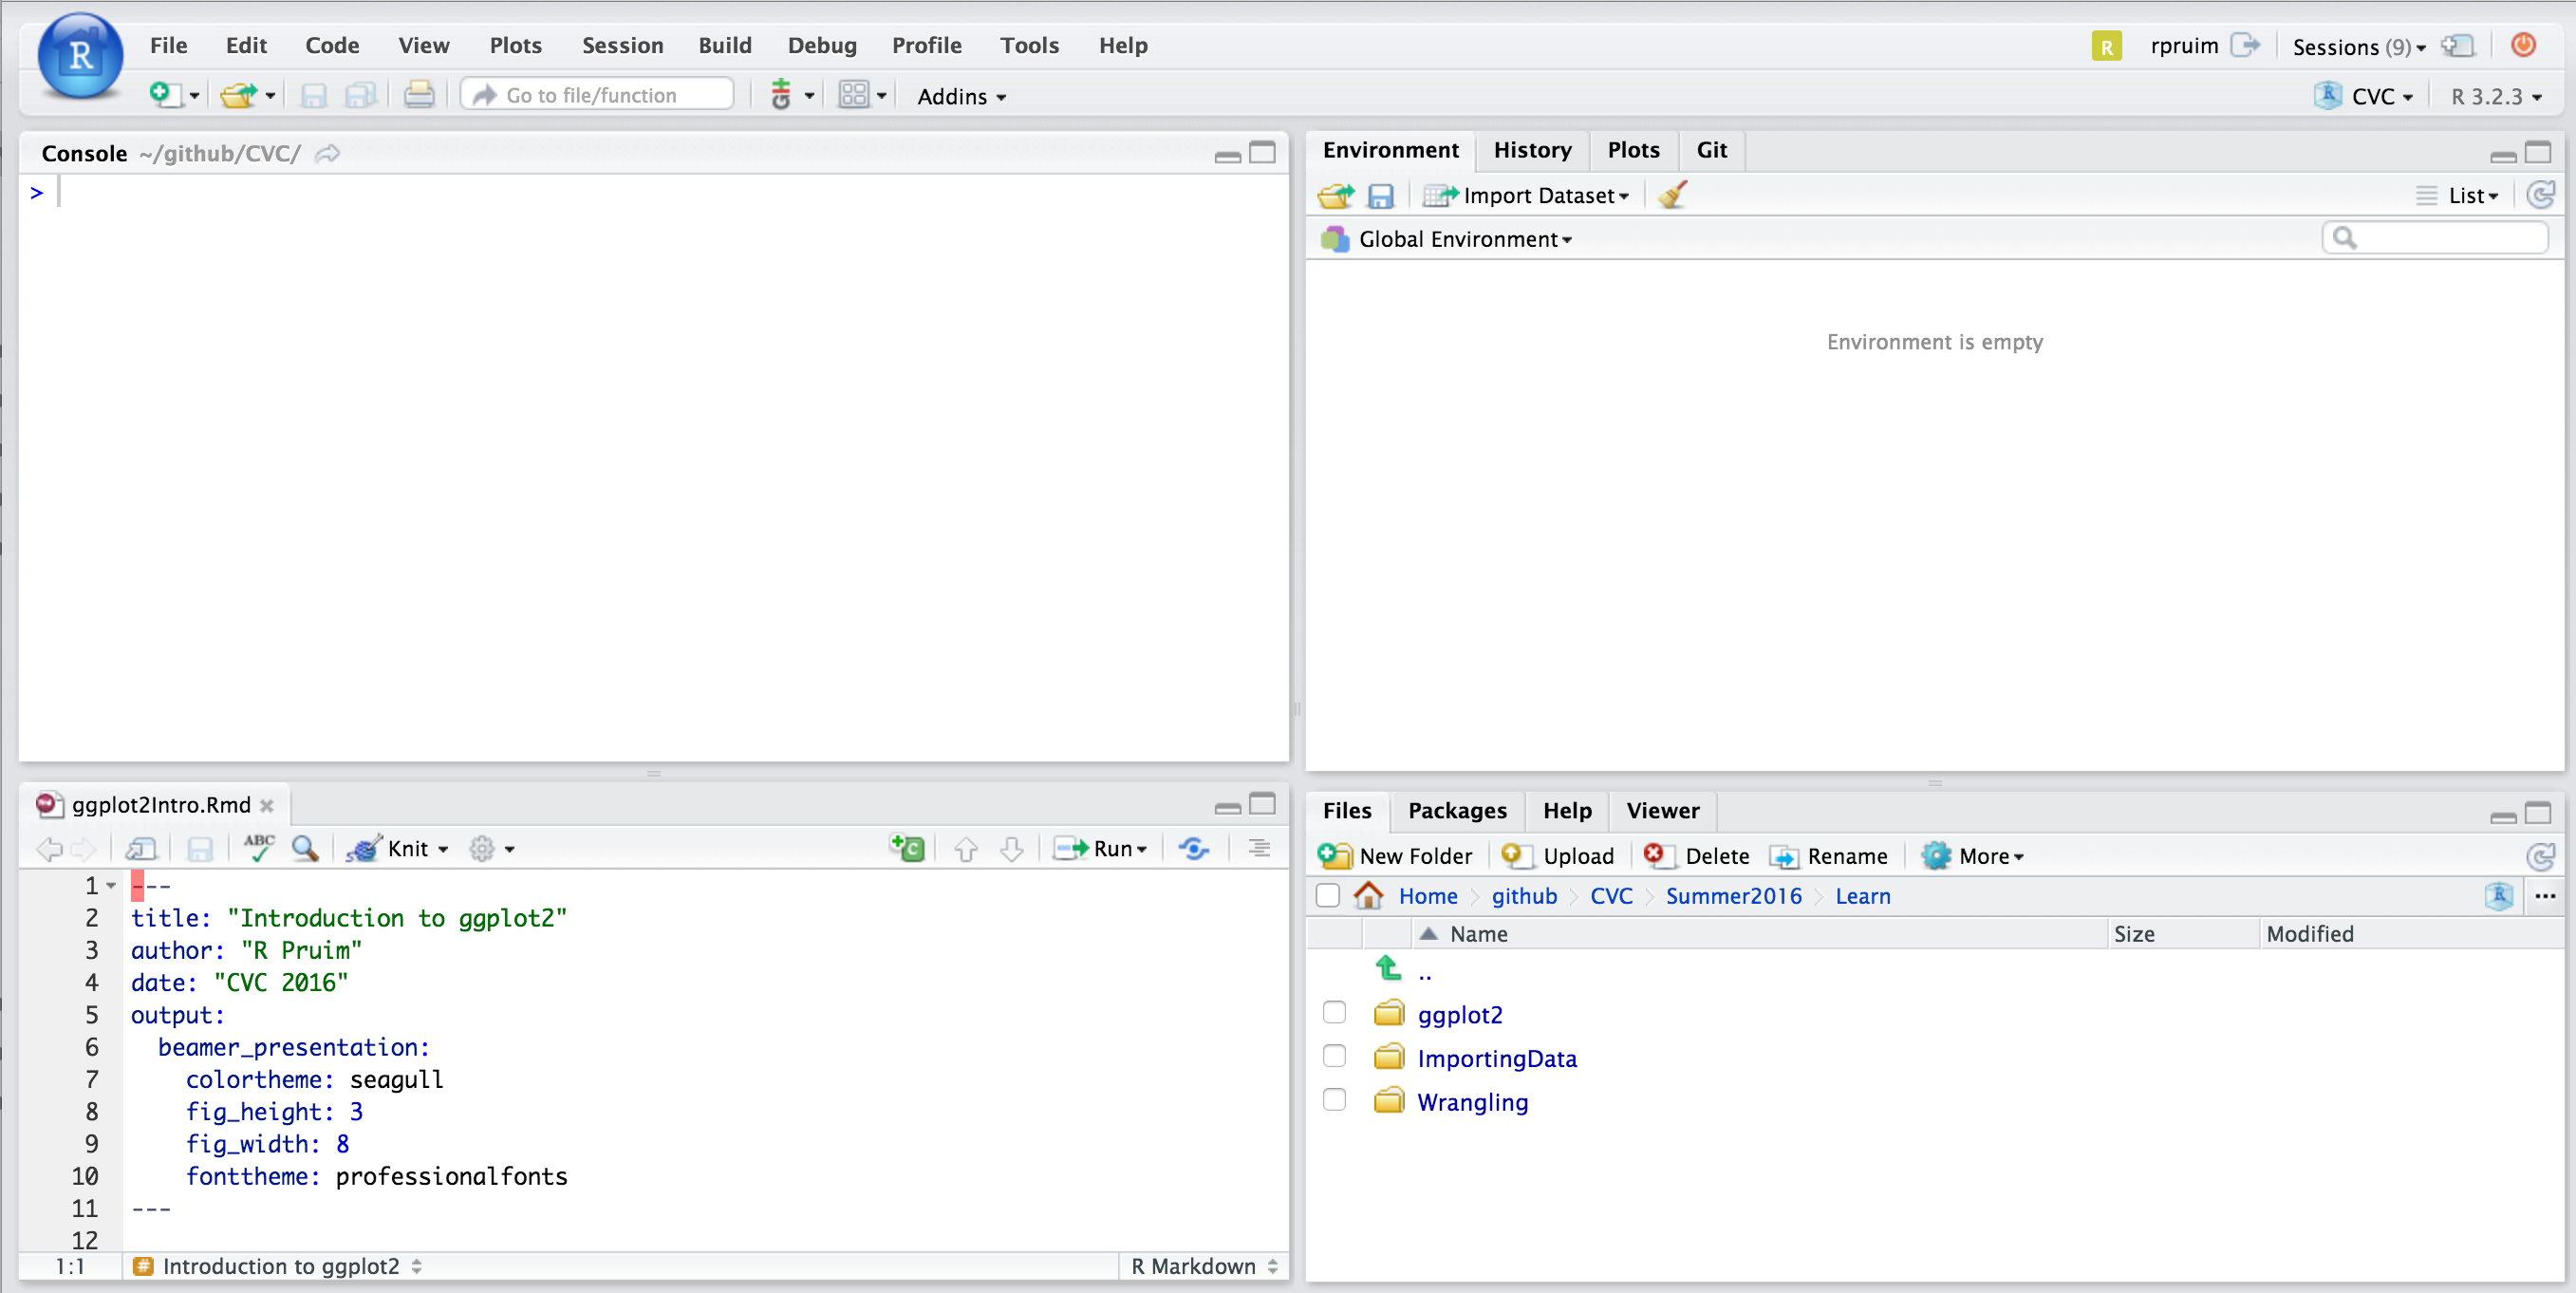 R File Edit Code View Plots Session Build Debug Profile Tools Help R rpruim Sessions (9)
Go to file/function Addins R CVC R 3.2.3
Console ~/github/CVC/
>
Environment History Plots Git
Import Dataset List
Global Environment
Environment is empty
ggplot2Intro.Rmd
ABC Knit C Run
1 ---
2 title: "Introduction to ggplot2"
3 author: "R Pruim"
4 date: "CVC 2016"
5 output:
6 beamer_presentation:
7 colortheme: seagull
8 fig_height: 3
9 fig_width: 8
10 fonttheme: professionalfonts
11 ---
12
1:1 # Introduction to ggplot2 R Markdown
Files Packages Help Viewer
New Folder Upload Delete Rename More
Home github CVC Summer2016 Learn R ...
Name Size Modified
..
ggplot2
ImportingData
Wrangling